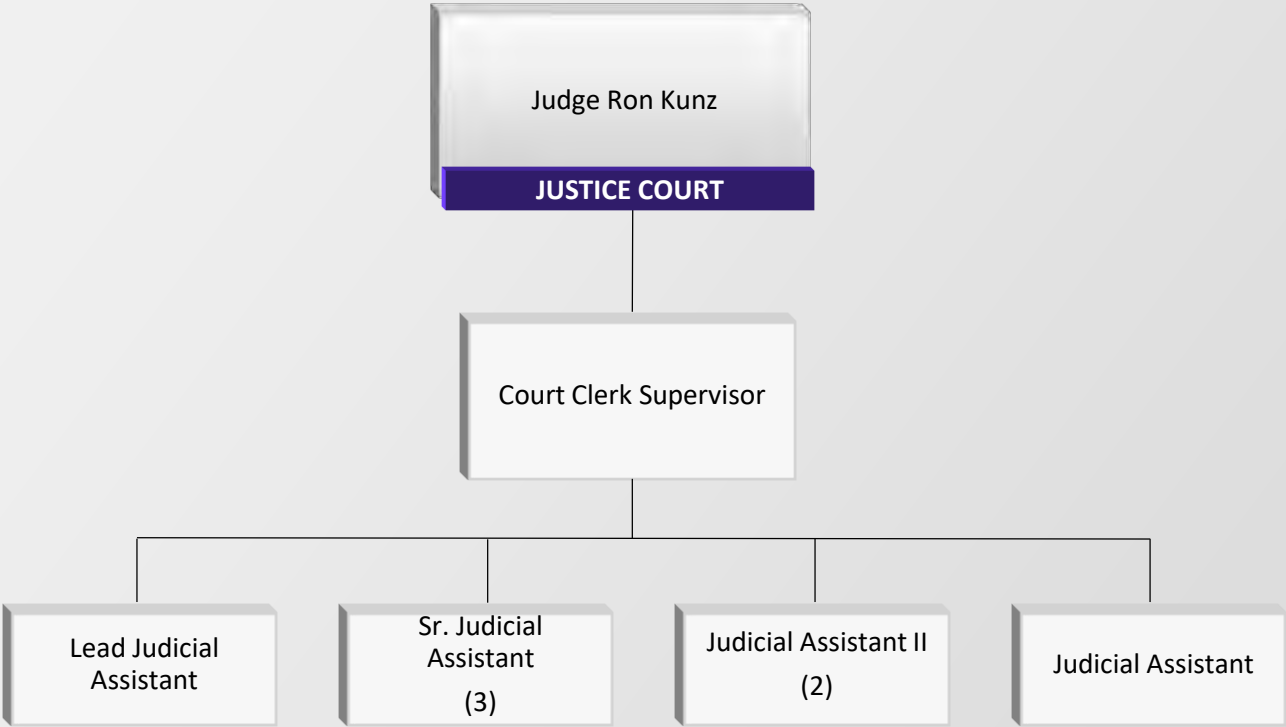 Judge Ron Kunz
JUSTICE COURT
Court Clerk Supervisor
Lead Judicial
Assistant
Sr. Judicial
Assistant
(3)
Judicial Assistant II
(2)
Judicial Assistant